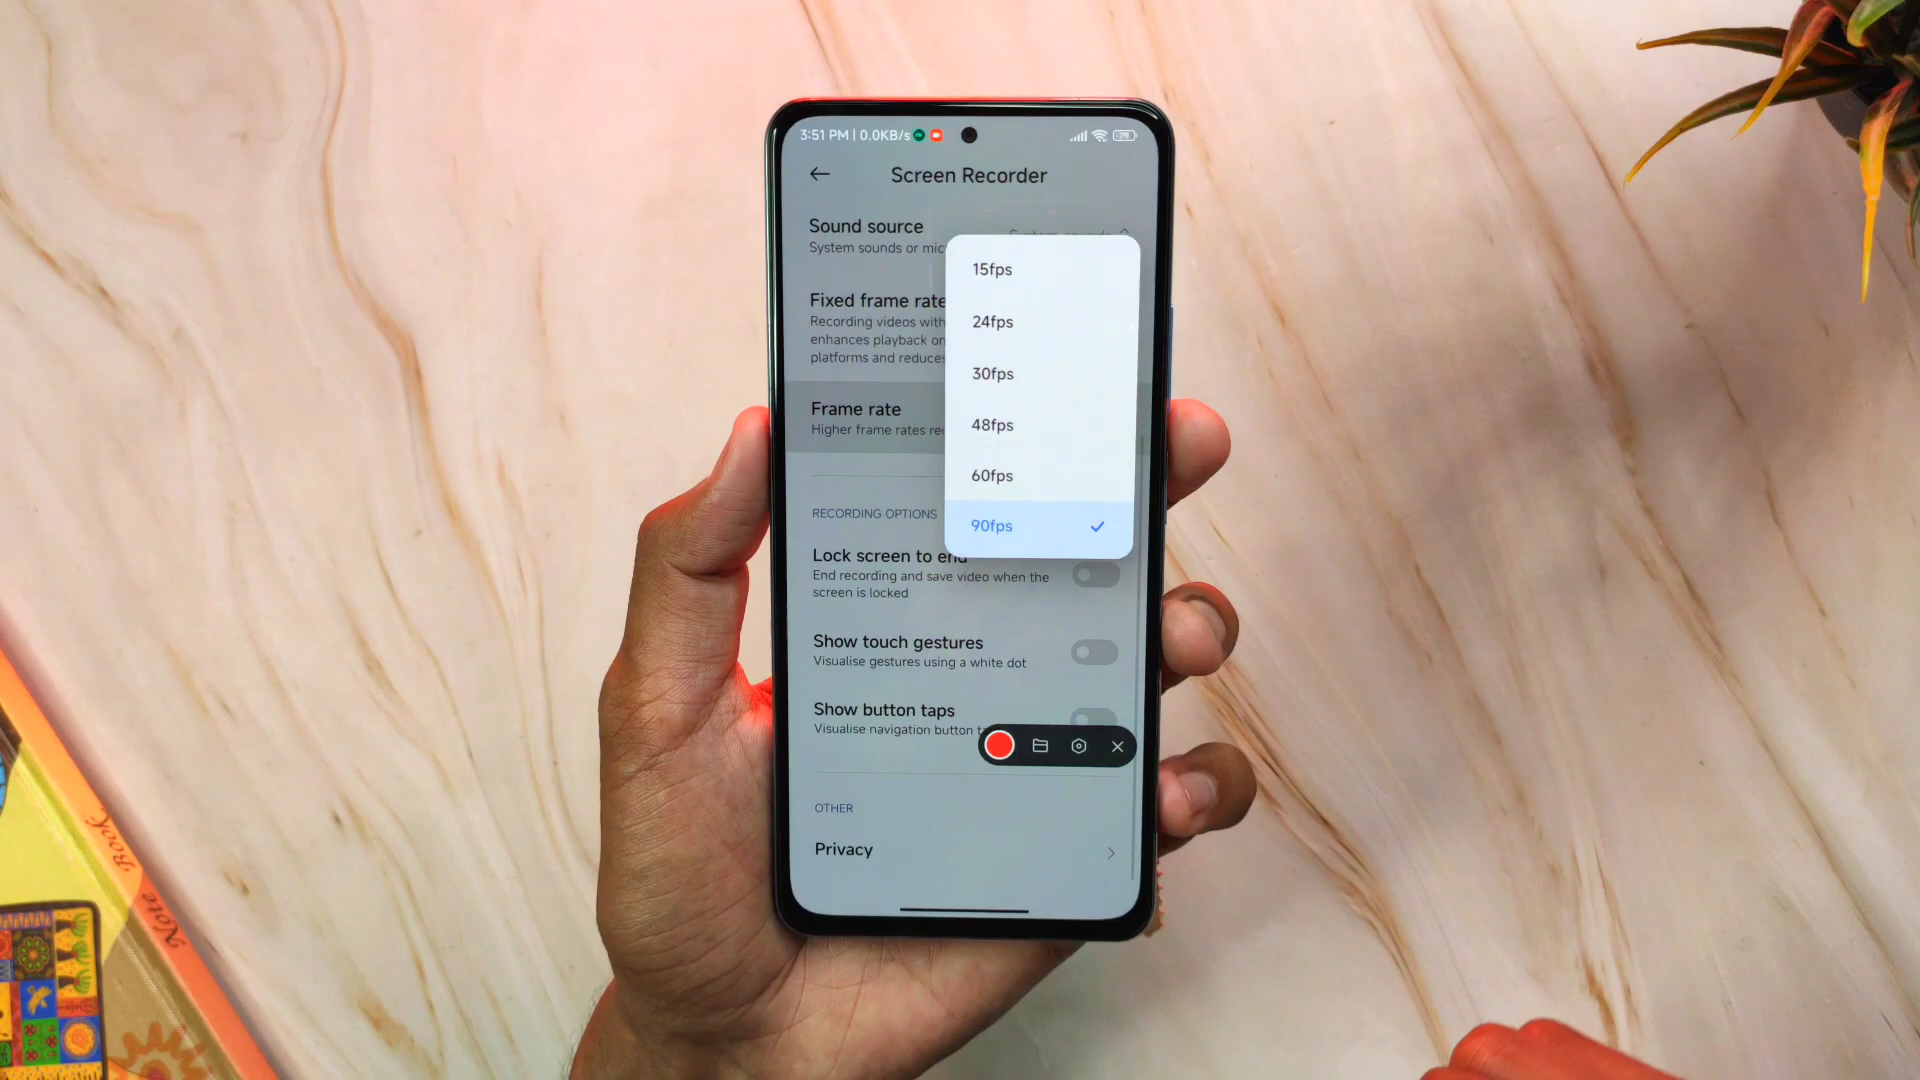 3:51 PM | 0.0KB/s
79
Screen Recorder
Sound source
System sounds or mic
System sounds
15fps
Fixed frame rate
Recording videos with
enhances playback on
platforms and reduces
24fps
30fps
Frame rate
Higher frame rates re
48fps
60fps
90fps
RECORDING OPTIONS
Lock screen to end
End recording and save video when the
screen is locked
Show touch gestures
Visualise gestures using a white dot
Show button taps
Visualise navigation button t
OTHER
Privacy
Note Book